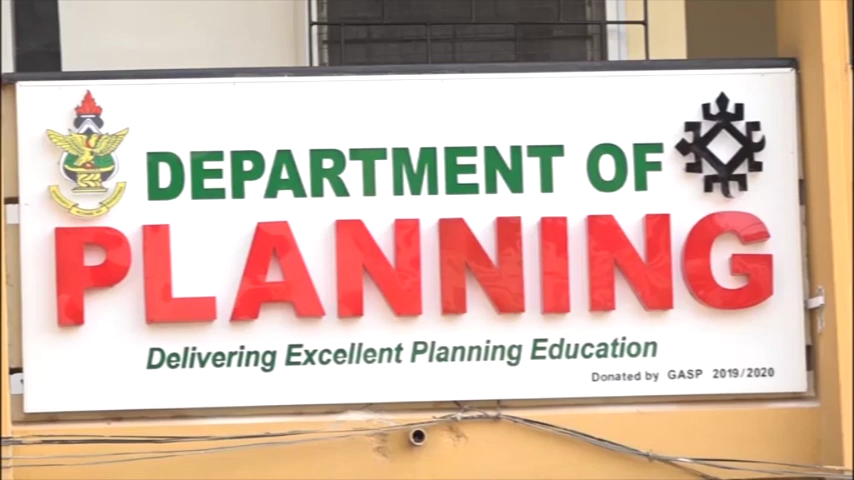 DEPARTMENT OF
PLANNING
Delivering Excellent Planning Education
Donated by GASP 2019/2020